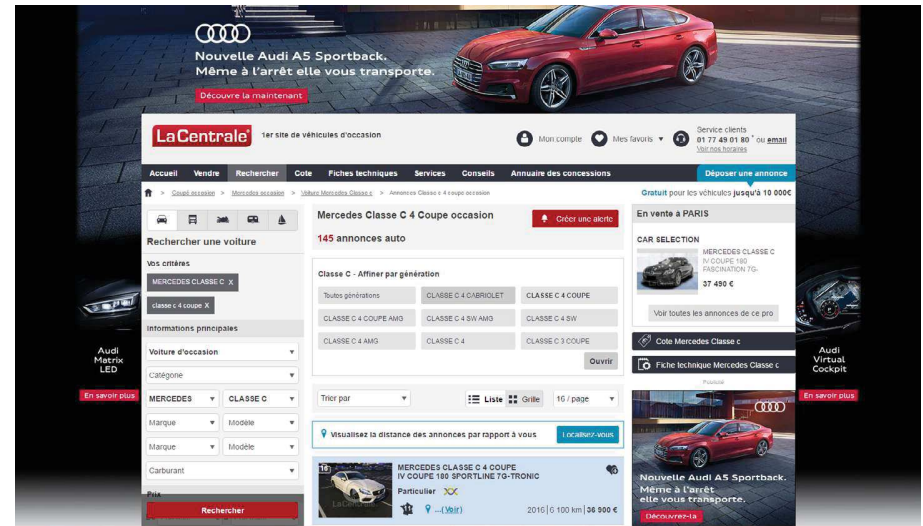 Nouvelle Audi A5 Sportback.
Même à l'arrêt elle vous transporte.
Découvre la maintenant
LaCentrale
1er site de véhicules d'occasion
Mon compte
Mes favoris
Service clients
01 77 49 01 80 * ou email
Voir nos horaires
Accueil Vendre Rechercher Cote Fiches techniques Services Conseils Annuaire des concessions
Déposer une annonce
> Coupé occasion > Mercedes occasion > Voiture Mercedes Classe c > Annonces Classe c 4 coupe occasion
Gratuit pour les véhicules jusqu'à 10 000€
Rechercher une voiture
Vos critères
MERCEDES CLASSE C X
classe c 4 coupe X
Informations principales
Voiture d'occasion
Catégorie
MERCEDES CLASSE C
Marque Modèle
Marque Modèle
Carburant
Prix
Rechercher
Mercedes Classe C 4 Coupe occasion
145 annonces auto
Créer une alerte
Classe C - Affiner par génération
Toutes générations CLASSE C 4 CABRIOLET CLASSE C 4 COUPE
CLASSE C 4 COUPE AMG CLASSE C 4 SW AMG CLASSE C 4 SW
CLASSE C 4 AMG CLASSE C 4 CLASSE C 3 COUPE
Ouvrir
Trier par
Liste Grille
16 / page
Visualisez la distance des annonces par rapport à vous
Localisez-vous
16
LaCentrale
MERCEDES CLASSE C 4 COUPE
IV COUPE 180 SPORTLINE 7G-TRONIC
Particulier
...(Voir)
2016 | 6 100 km | 36 900 €
En vente à PARIS
CAR SELECTION
MERCEDES CLASSE C
IV COUPE 180
FASCINATION 7G-
37 490 €
Voir toutes les annonces de ce pro
Cote Mercedes Classe c
Fiche technique Mercedes Classe c
Publicité
Nouvelle Audi A5 Sportback.
Même à l'arrêt
elle vous transporte.
Découvrez-la
Audi
Matrix
LED
En savoir plus
Audi
Virtual
Cockpit
En savoir plus